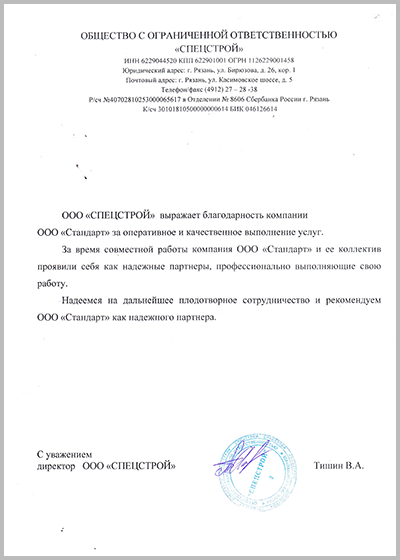 ОБЩЕСТВО С ОГРАНИЧЕННОЙ ОТВЕТСТВЕННОСТЬЮ
«СПЕЦСТРОЙ»
ИНН 6229044520 КПП 622901001 ОГРН 1126229001458
Юридический адрес: г. Рязань, ул. Бирюзова, д. 26, кор. 1
Почтовый адрес: г. Рязань, ул. Касимовское шоссе, д. 5
Телефон/факс (4912) 27 – 28 -38
Р/сч №40702810253000065617 в Отделении № 8606 Сбербанка России г. Рязань
К/сч 30101810500000000614 БИК 046126614
ООО «СПЕЦСТРОЙ» выражает благодарность компании
ООО «Стандарт» за оперативное и качественное выполнение услуг.
За время совместной работы компания ООО «Стандарт» и ее коллектив
проявили себя как надежные партнеры, профессионально выполняющие свою
работу.
Надеемся на дальнейшее плодотворное сотрудничество и рекомендуем
ООО «Стандарт» как надежного партнера.
С уважением
директор ООО «СПЕЦСТРОЙ»
Тишин В.А.
СПЕЦСТРОЙ